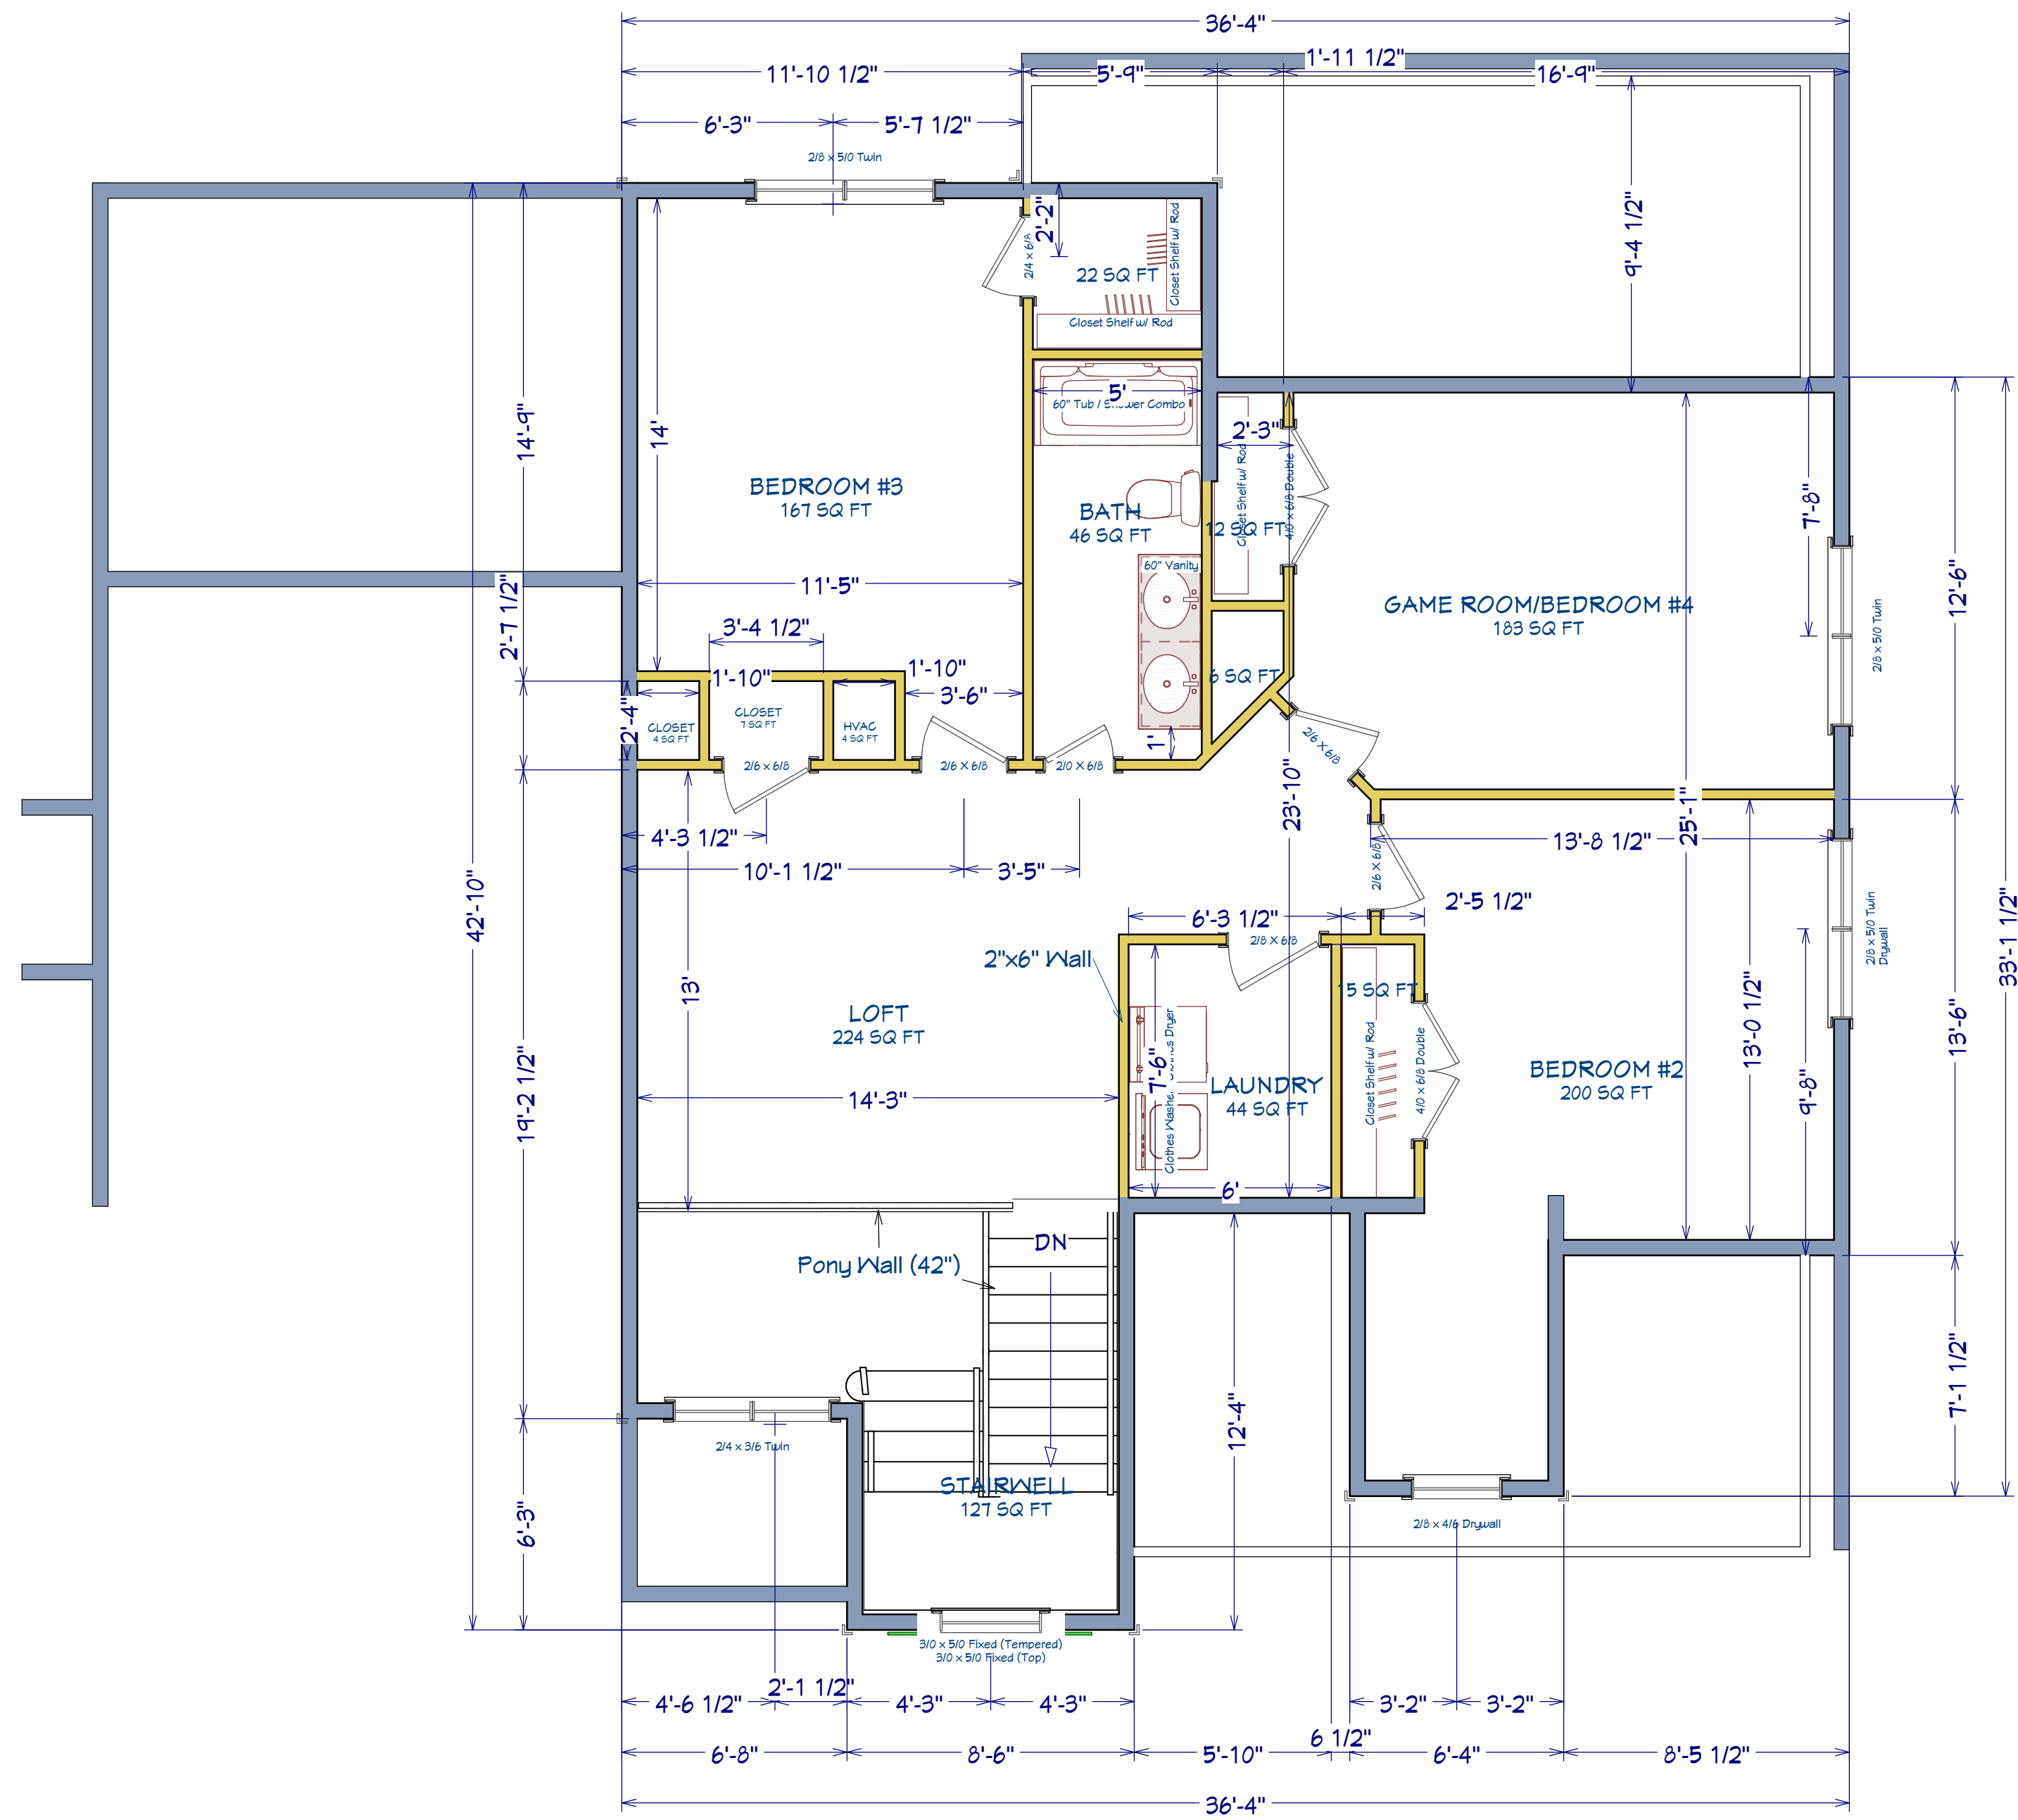 36'-4"
1'-11 1/2"
11'-10 1/2"
5'-9"
16'-9"
6'-3"
5'-7 1/2"
2/8 x 5/0 Twin
2'-2"
2/4 x 6/8
22 SQ FT
Closet Shelf w/ Rod
Closet Shelf w/ Rod
9'-4 1/2"
14'-9"
14'
5'
60" Tub / Shower Combo
2'-3"
Closet Shelf w/ Rod
4/0 x 6/8 Double
BEDROOM #3
167 SQ FT
BATH
46 SQ FT
12 SQ FT
7'-8"
60" Vanity
11'-5"
12'-6"
2/8 x 5/0 Twin
GAME ROOM/BEDROOM #4
183 SQ FT
2'-7 1/2"
3'-4 1/2"
1'-10"
1'-10"
3'-6"
6 SQ FT
2'-4"
CLOSET
4 SQ FT
CLOSET
7 SQ FT
HVAC
4 SQ FT
1'
2/6 x 6/8
2/6 X 6/8
2/0 X 6/8
2/6 X 6/8
23'-10"
25'-1"
4'-3 1/2"
13'-8 1/2"
10'-1 1/2"
3'-5"
2/6 X 6/8
2'-5 1/2"
42'-10"
6'-3 1/2"
2/8 X 6/8
2/8 x 5/0 Twin
Drywall
33'-1 1/2"
2"x6" Wall
13'
15 SQ FT
13'-0 1/2"
13'-6"
LOFT
224 SQ FT
7'-6"
Clothes Dryer
Clothes Washer
LAUNDRY
44 SQ FT
Closet Shelf w/ Rod
4/0 x 6/8 Double
BEDROOM #2
200 SQ FT
9'-8"
14'-3"
19'-2 1/2"
6'
DN
Pony Wall (42")
12'-4"
7'-1 1/2"
2/4 x 3/6 Twin
STAIRWELL
127 SQ FT
6'-3"
2/8 x 4/6 Drywall
3/0 x 5/0 Fixed (Tempered)
3/0 x 5/0 Fixed (Top)
4'-6 1/2"
2'-1 1/2"
4'-3"
4'-3"
3'-2"
3'-2"
6 1/2"
6'-8"
8'-6"
5'-10"
6'-4"
8'-5 1/2"
36'-4"